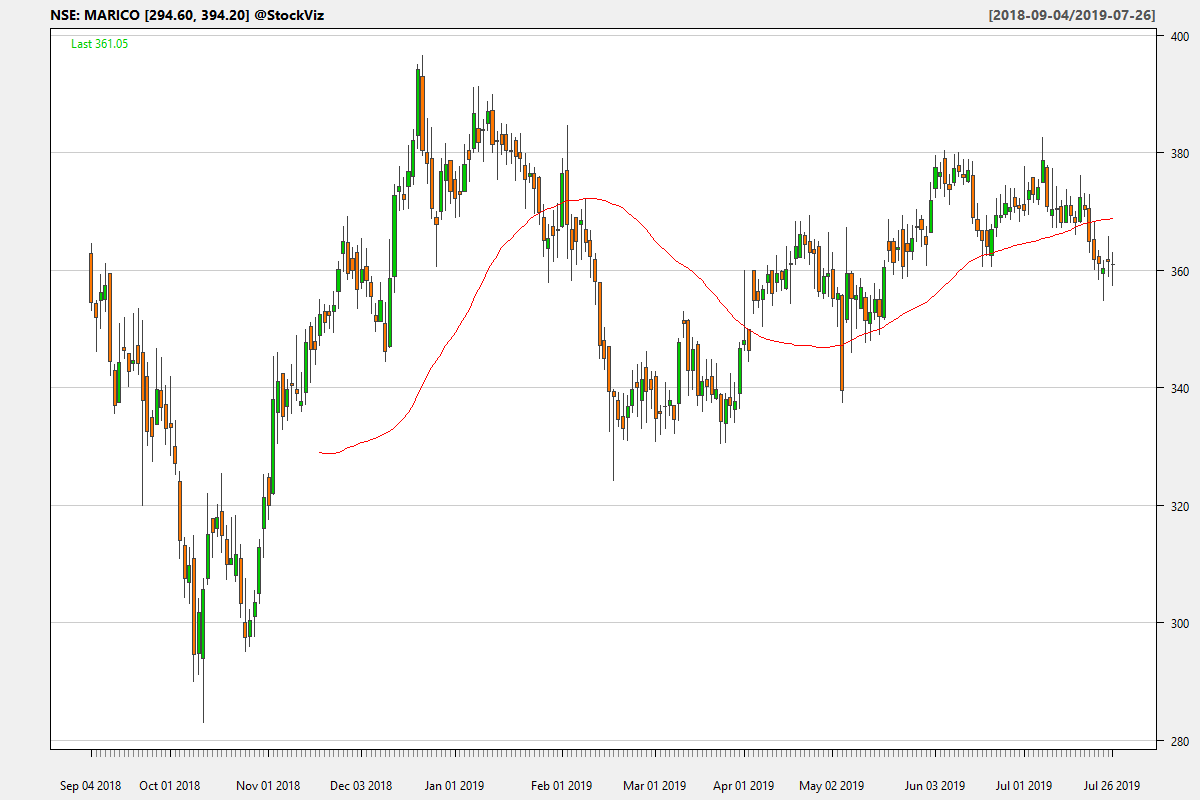 NSE: MARICO [294.60, 394.20] @StockViz
[2018-09-04/2019-07-26]
Last 361.05
400
380
360
340
320
300
280
Sep 04 2018
Oct 01 2018
Nov 01 2018
Dec 03 2018
Jan 01 2019
Feb 01 2019
Mar 01 2019
Apr 01 2019
May 02 2019
Jun 03 2019
Jul 01 2019
Jul 26 2019